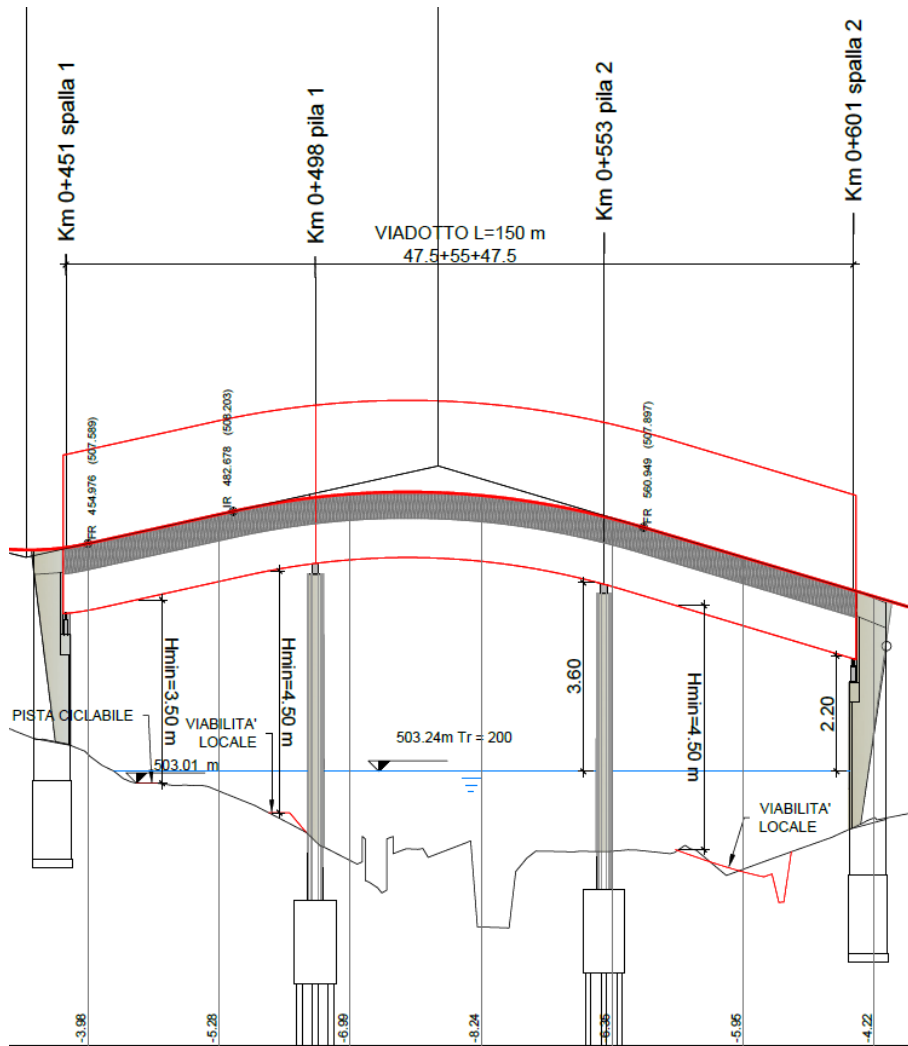 Km 0+451 spalla 1
Km 0+498 pila 1
Km 0+553 pila 2
Km 0+601 spalla 2
VIADOTTO L=150 m
47.5+55+47.5
FR 454.976 (507.589)
IR 482.678 (508.203)
FR 560.949 (507.897)
Hmin=3.50 m
Hmin=4.50 m
3.60
Hmin=4.50 m
2.20
PISTA CICLABILE
VIABILITA'
LOCALE
503.01 m
503.24m Tr = 200
VIABILITA'
LOCALE
-3.98
-5.28
-6.99
-8.24
-6.36
-5.95
-4.22